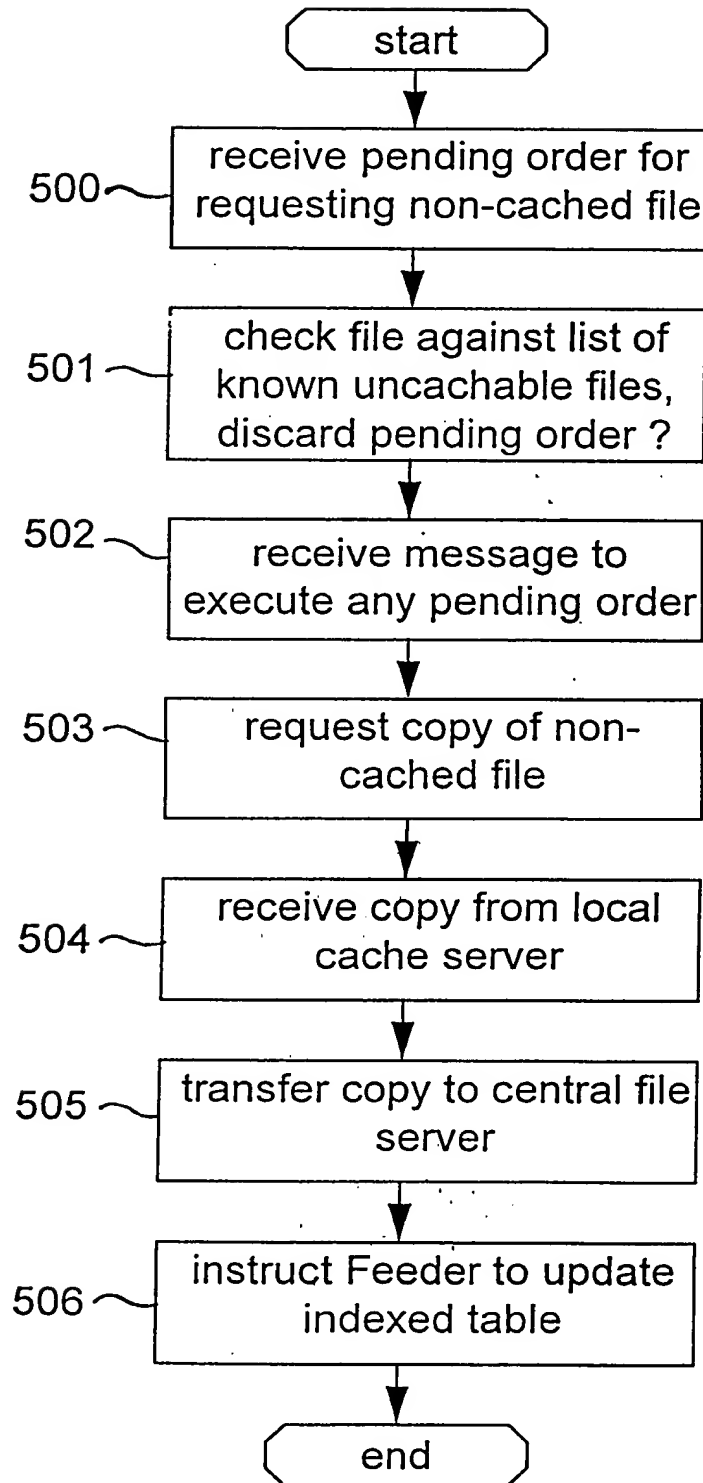 start
500
receive pending order for
requesting non-cached file
501
check file against list of
known uncachable files,
discard pending order ?
502
receive message to
execute any pending order
503
request copy of non-
cached file
504
receive copy from local
cache server
505
transfer copy to central file
server
506
instruct Feeder to update
indexed table
end